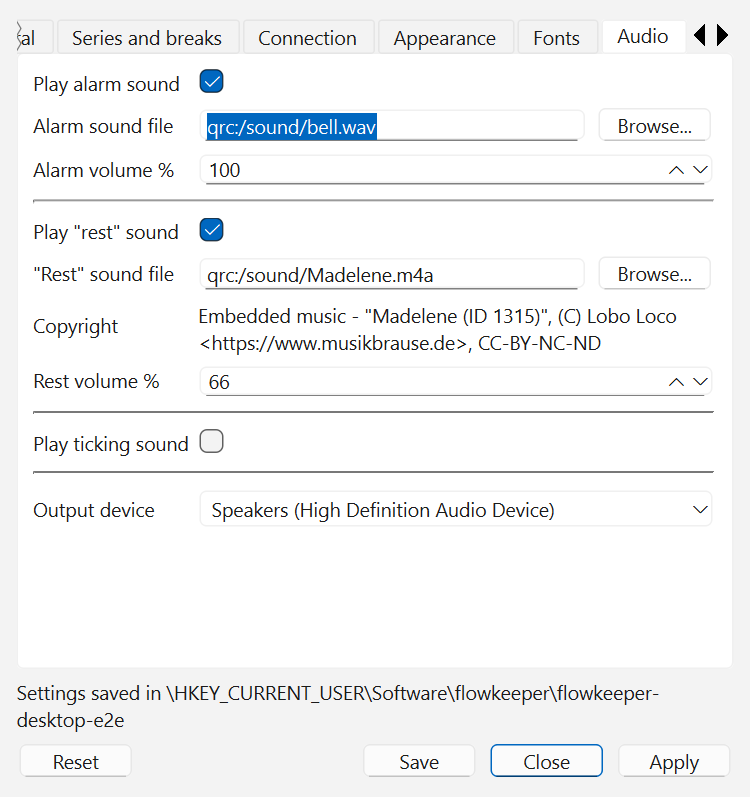 al Series and breaks Connection Appearance Fonts Audio
Play alarm sound
Alarm sound file qrc:/sound/bell.wav Browse...
Alarm volume % 100
Play "rest" sound
"Rest" sound file qrc:/sound/Madelene.m4a Browse...
Copyright Embedded music - "Madelene (ID 1315)", (C) Lobo Loco
<https://www.musikbrause.de>, CC-BY-NC-ND
Rest volume % 66
Play ticking sound
Output device Speakers (High Definition Audio Device)
Settings saved in \HKEY_CURRENT_USER\Software\flowkeeper\flowkeeper-
desktop-e2e
Reset Save Close Apply